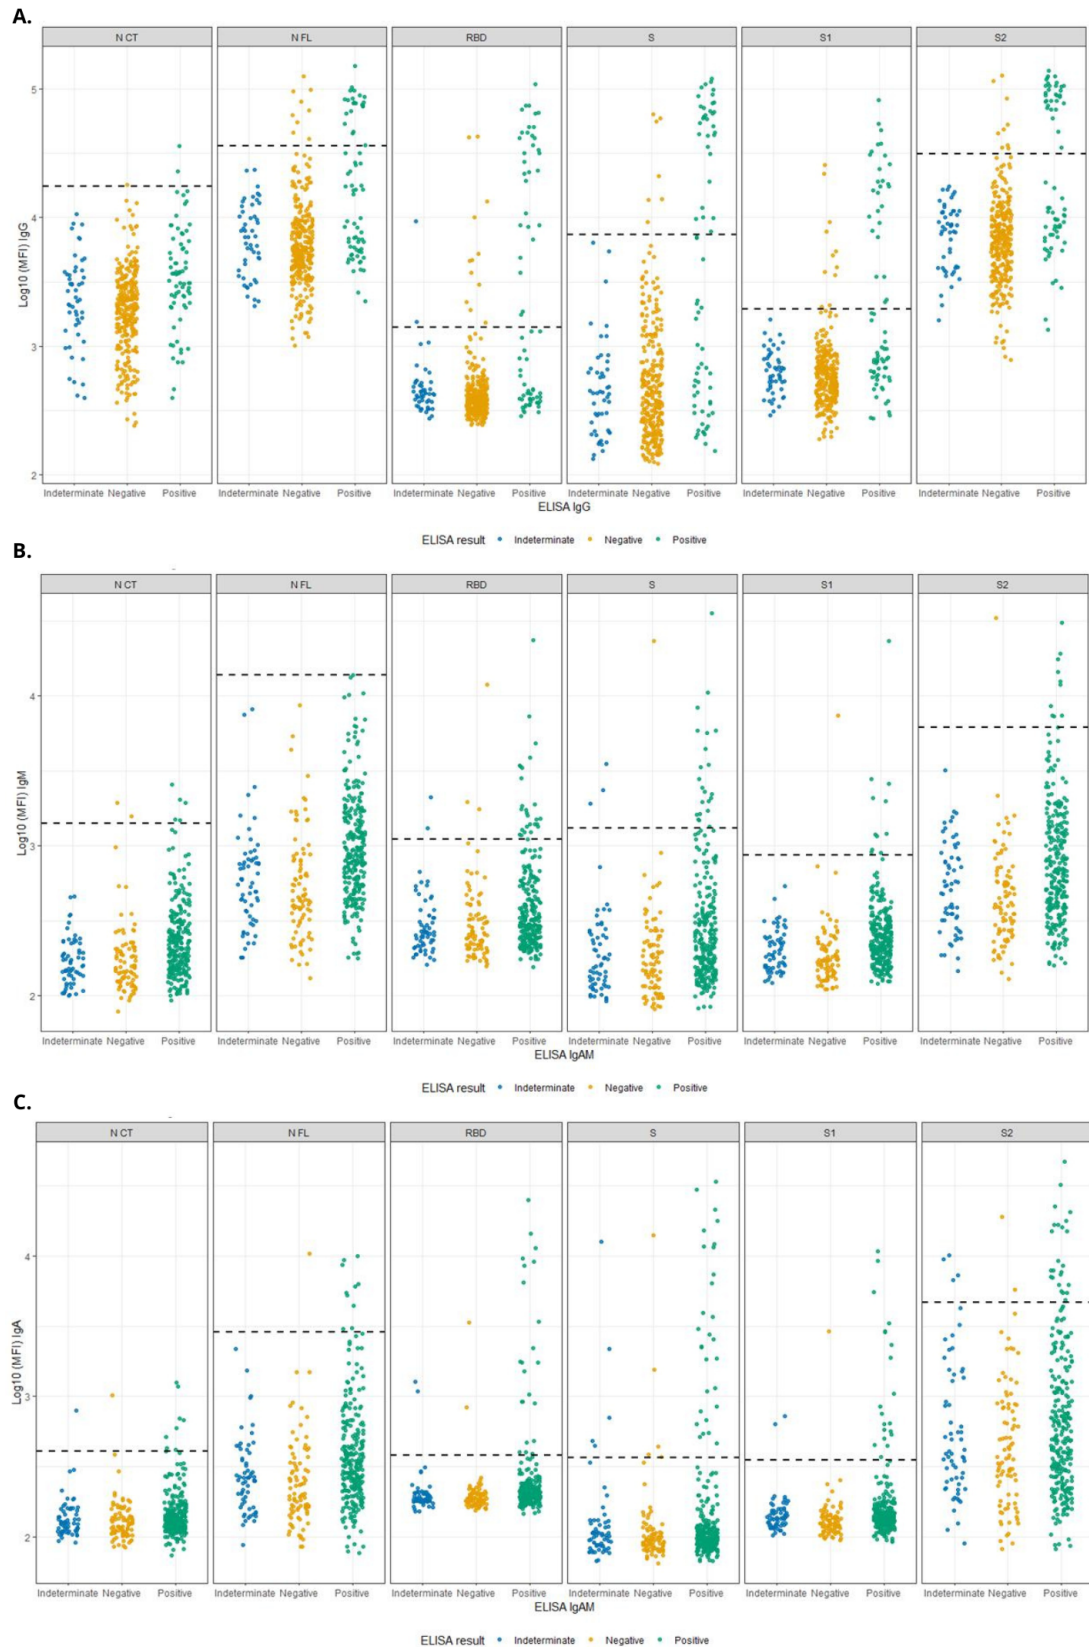 A.
N CT N FL RBD S S1 S2
5
4
3
2
Log10 (MFI) IgG
Indeterminate Negative Positive Indeterminate Negative Positive Indeterminate Negative Positive Indeterminate Negative Positive Indeterminate Negative Positive Indeterminate Negative Positive
ELISA IgG
ELISA result Indeterminate Negative Positive
B.
N CT N FL RBD S S1 S2
4
3
2
Log10 (MFI) IgM
Indeterminate Negative Positive Indeterminate Negative Positive Indeterminate Negative Positive Indeterminate Negative Positive Indeterminate Negative Positive Indeterminate Negative Positive
ELISA IgAM
ELISA result Indeterminate Negative Positive
C.
N CT N FL RBD S S1 S2
4
3
2
Log10 (MFI) IgA
Indeterminate Negative Positive Indeterminate Negative Positive Indeterminate Negative Positive Indeterminate Negative Positive Indeterminate Negative Positive Indeterminate Negative Positive
ELISA IgAM
ELISA result Indeterminate Negative Positive